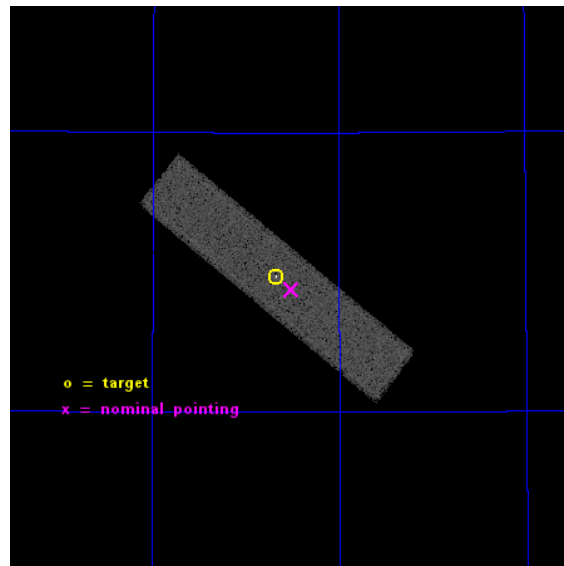 o = target
x = nominal pointing